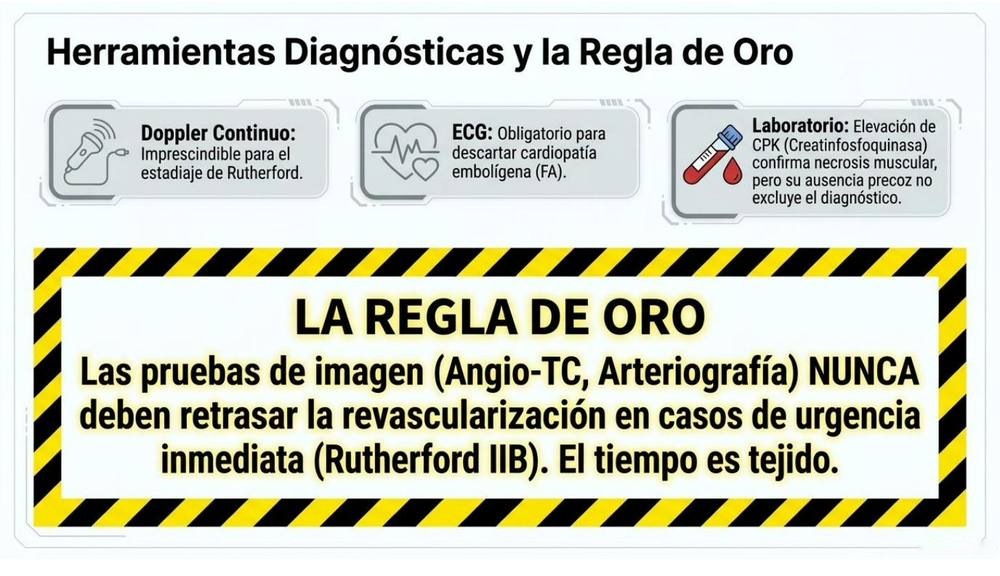 Herramientas Diagnósticas y la Regla de Oro
Doppler Continuo:
Imprescindible para el
estadiaje de Rutherford.
ECG: Obligatorio para
descartar cardiopatía
embolígena (FA).
Laboratorio: Elevación de
CPK (Creatinfosfoquinasa)
confirma necrosis muscular,
pero su ausencia precoz no
excluye el diagnóstico.
LA REGLA DE ORO
Las pruebas de imagen (Angio-TC, Arteriografía) NUNCA
deben retrasar la revascularización en casos de urgencia
inmediata (Rutherford IIB). El tiempo es tejido.